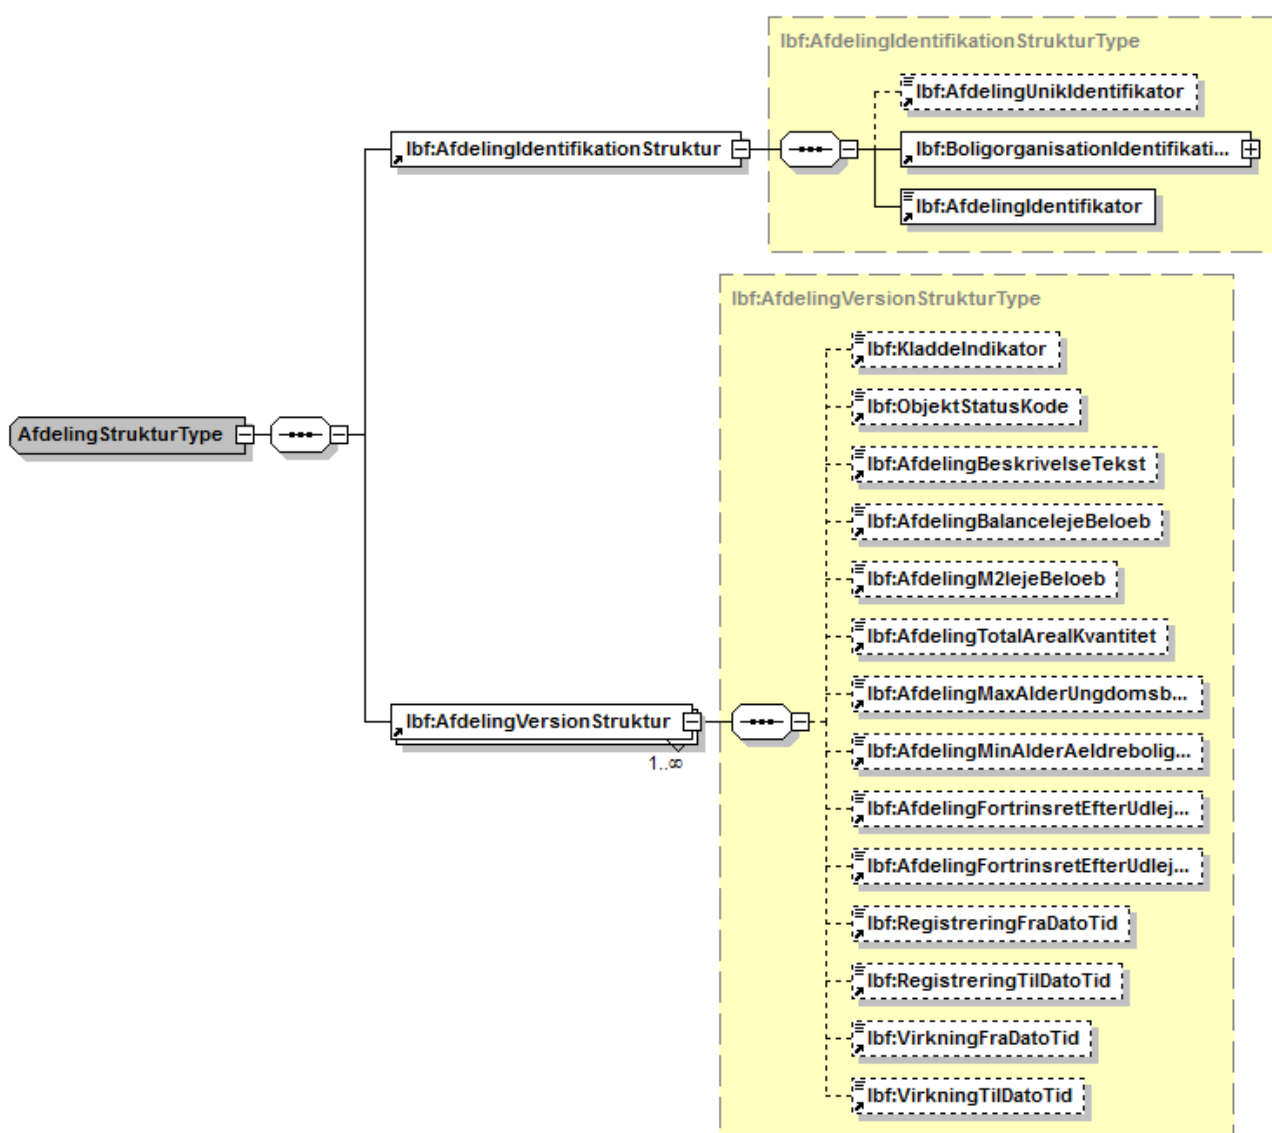 lbf:AfdelingIdentifikationStrukturType
lbf:AfdelingUnikIdentifikator
lbf:AfdelingIdentifikationStruktur
lbf:BoligorganisationIdentifikati...
lbf:AfdelingIdentifikator
lbf:AfdelingVersionStrukturType
lbf:KladdeIndikator
lbf:ObjektStatusKode
AfdelingStrukturType
lbf:AfdelingBeskrivelseTekst
lbf:AfdelingBalancelejeBeloeb
lbf:AfdelingM2lejeBeloeb
lbf:AfdelingTotalArealKvantitet
lbf:AfdelingMaxAlderUngdomsb...
lbf:AfdelingVersionStruktur
1..∞
lbf:AfdelingMinAlderAeldrebolig...
lbf:AfdelingFortrinsretEfterUdlej...
lbf:AfdelingFortrinsretEfterUdlej...
lbf:RegistreringFraDatoTid
lbf:RegistreringTilDatoTid
lbf:VirkningFraDatoTid
lbf:VirkningTilDatoTid